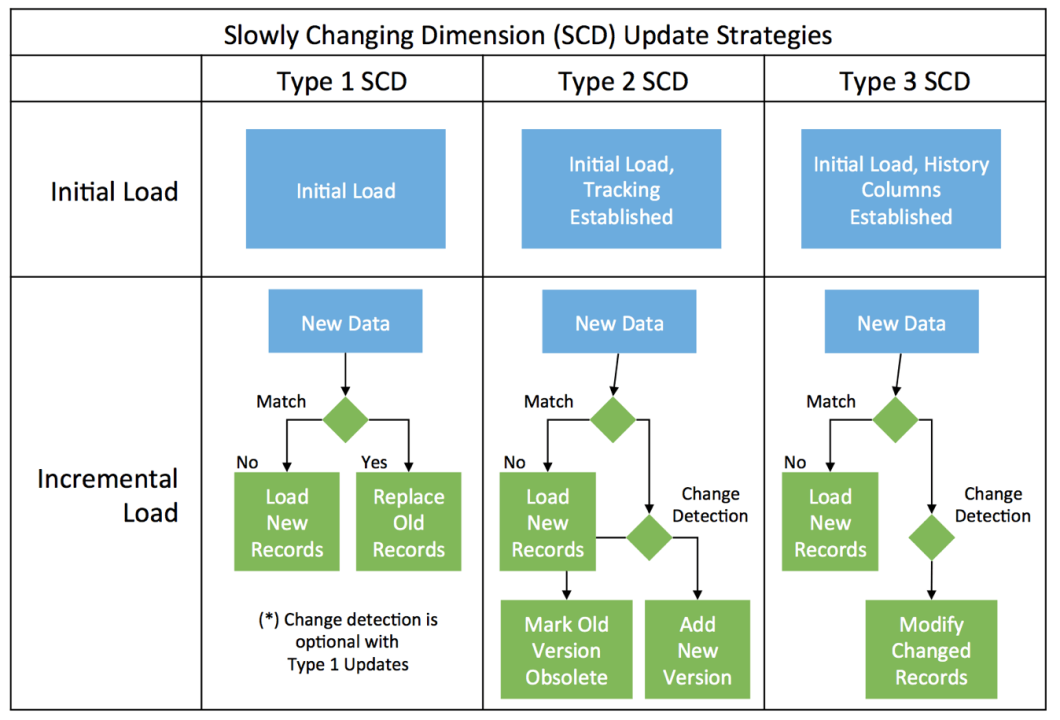 Slowly Changing Dimension (SCD) Update Strategies
Type 1 SCD
Type 2 SCD
Type 3 SCD
Initial Load
Initial Load
Initial Load,
Tracking
Established
Initial Load, History
Columns
Established
Incremental
Load
New Data
Match
No
Yes
Load
New
Records
Replace
Old
Records
(*) Change detection is
optional with
Type 1 Updates
New Data
Match
No
Load
New
Records
Change
Detection
Mark Old
Version
Obsolete
Add
New
Version
New Data
Match
No
Load
New
Records
Change
Detection
Modify
Changed
Records